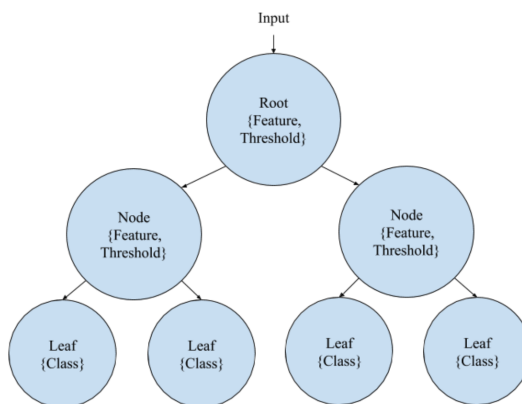 Input
Root
{Feature,
Threshold}
Node
{Feature,
Threshold}
Node
{Feature,
Threshold}
Leaf
{Class}
Leaf
{Class}
Leaf
{Class}
Leaf
{Class}